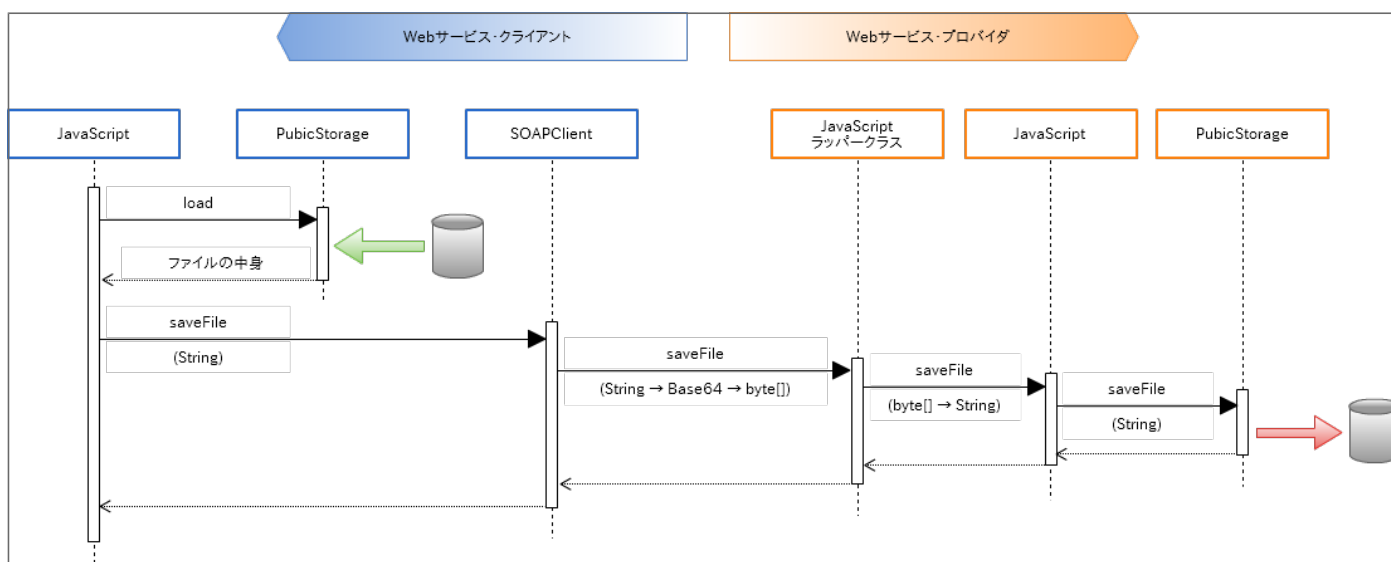 Webサービス・クライアント
Webサービス・プロバイダ
JavaScript
PubicStorage
SOAPClient
JavaScript
ラッパークラス
JavaScript
PubicStorage
load
ファイルの中身
saveFile
(String)
saveFile
(String → Base64 → byte[])
saveFile
(byte[] → String)
saveFile
(String)